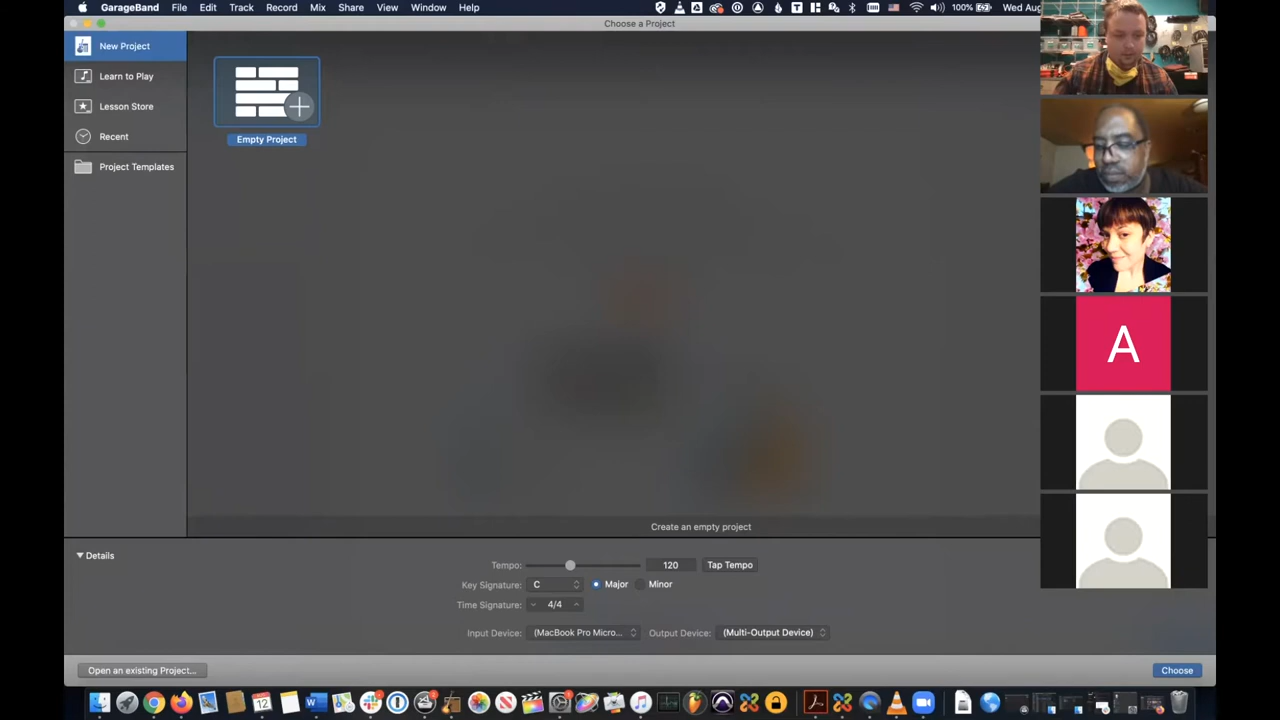 GarageBand File Edit Track Record Mix Share View Window Help 100% Wed Aug
Choose a Project
New Project
Learn to Play
Lesson Store
Recent
Project Templates
Empty Project
Create an empty project
Details
Tempo: 120 Tap Tempo
Key Signature: C Major Minor
Time Signature: 4/4
Input Device: (MacBook Pro Micro... Output Device: (Multi-Output Device)
Open an existing Project... Choose
A
12